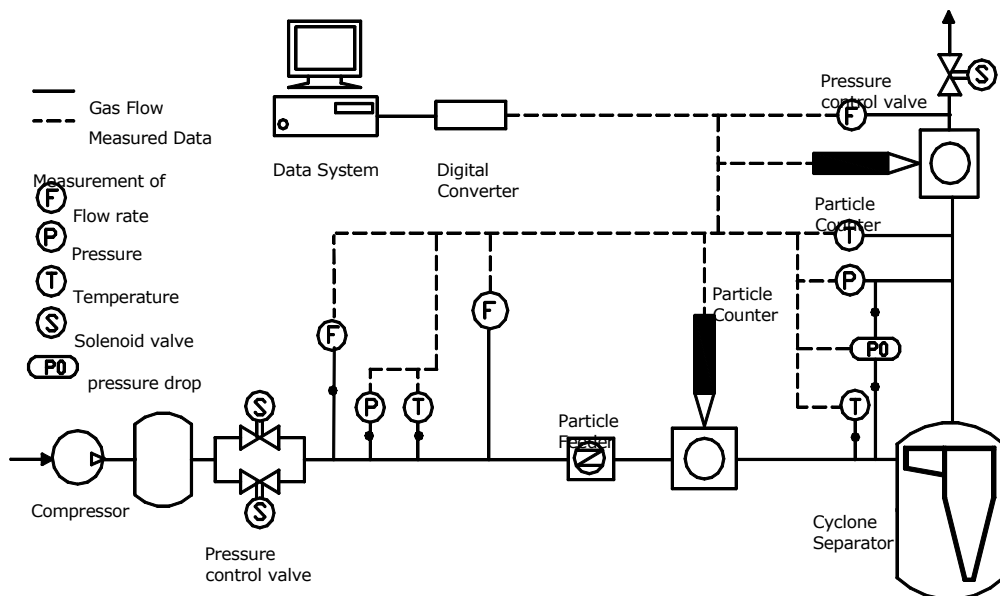 Gas Flow
Measured Data
Measurement of
F
Flow rate
P
Pressure
T
Temperature
S
Solenoid valve
P0
pressure drop
Data System
Digital
Converter
Pressure
control valve
S
F
Particle
Counter
T
P
P0
T
Particle
Counter
F
F
P
T
S
S
Particle
Feeder
Compressor
Pressure
control valve
Cyclone
Separator